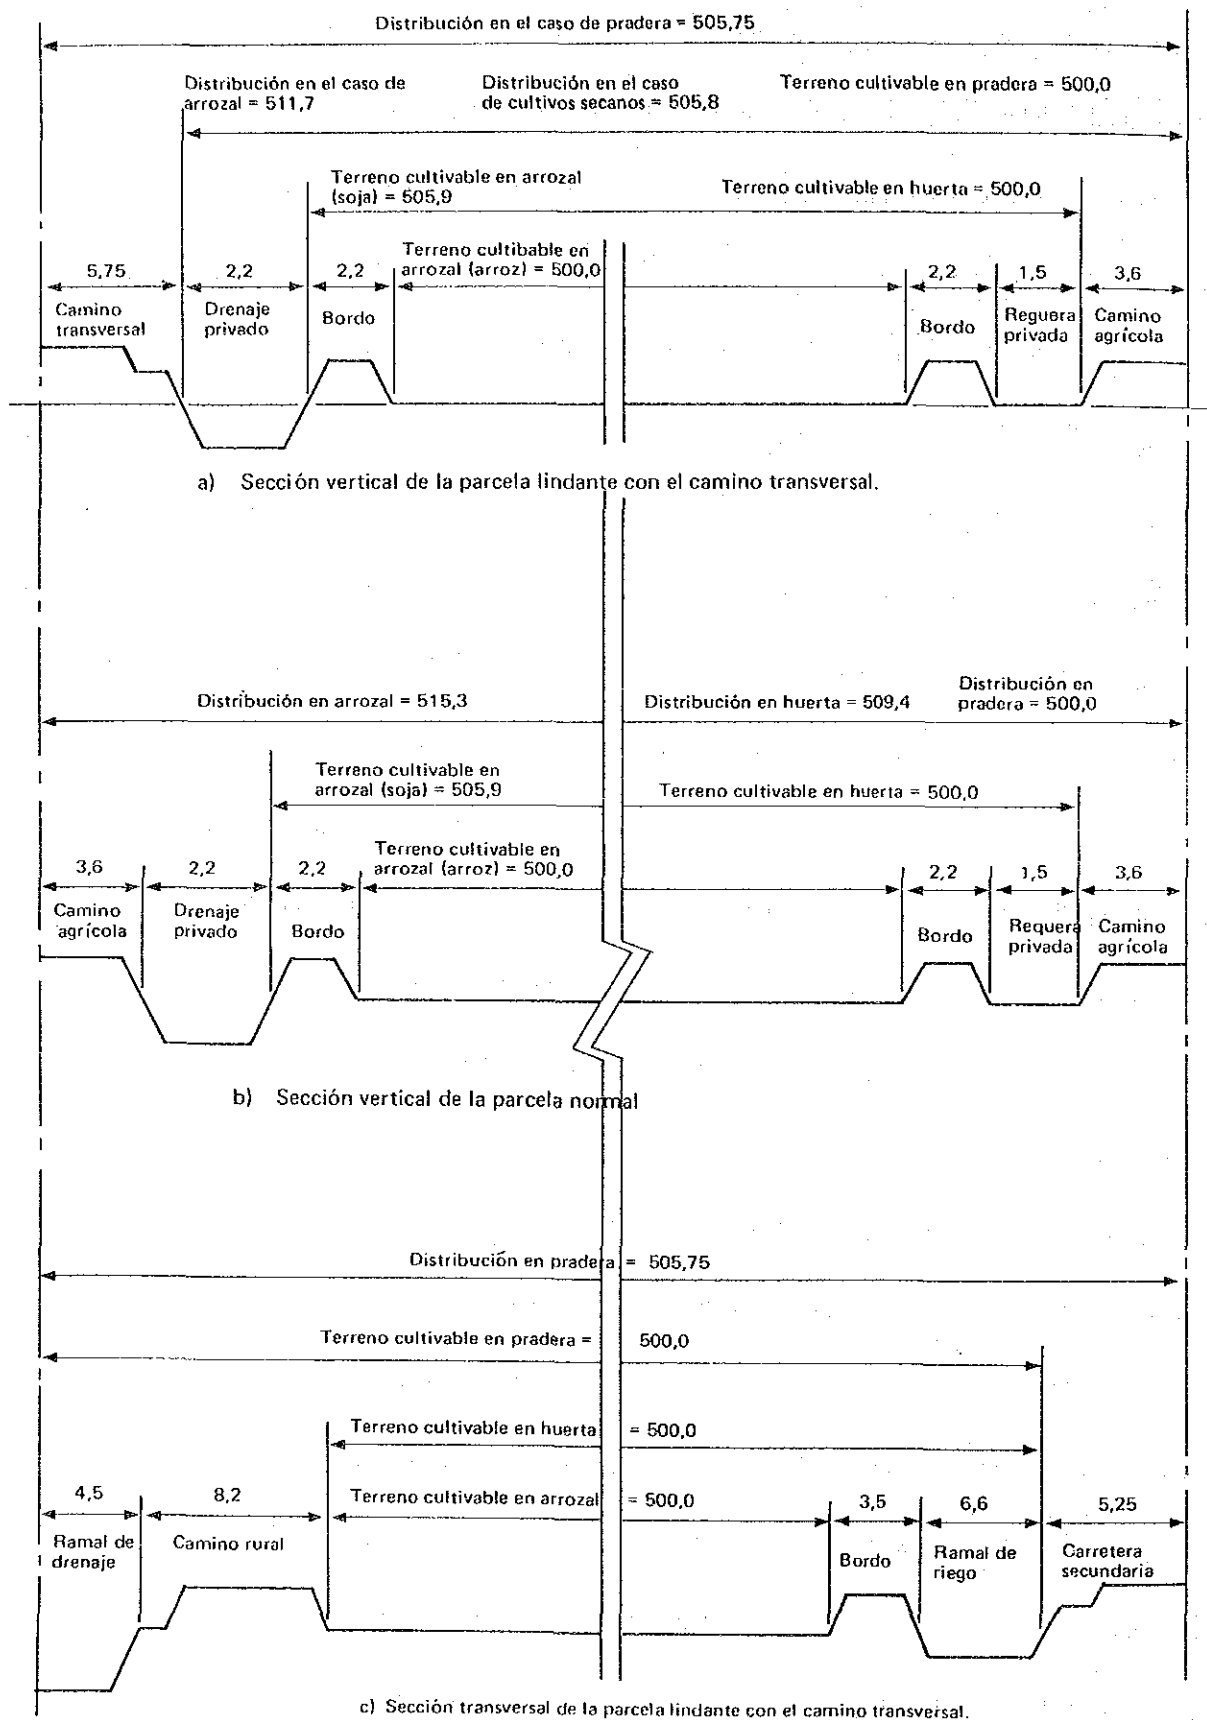 Distribución en el caso de pradera = 505,75
Distribución en el caso de
arrozal = 511,7
Distribución en el caso
de cultivos secanos = 505,8
Terreno cultivable en pradera = 500,0
Terreno cultivable en arrozal
(soja) = 505,9
Terreno cultivable en huerta = 500,0
Terreno cultibable en
arrozal (arroz) = 500,0
5,75
2,2
2,2
2,2
1,5
3,6
Camino
transversal
Drenaje
privado
Bordo
Bordo
Reguera
privada
Camino
agrícola
a) Sección vertical de la parcela lindante con el camino transversal.
Distribución en arrozal = 515,3
Distribución en huerta = 509,4
Distribución en
pradera = 500,0
Terreno cultivable en
arrozal (soja) = 505,9
Terreno cultivable en huerta = 500,0
Terreno cultivable en
arrozal (arroz) = 500,0
3,6
2,2
2,2
2,2
1,5
3,6
Camino
agrícola
Drenaje
privado
Bordo
Bordo
Requera
privada
Camino
agrícola
b) Sección vertical de la parcela normal
Distribución en pradera = 505,75
Terreno cultivable en pradera = 500,0
Terreno cultivable en huerta = 500,0
Terreno cultivable en arrozal = 500,0
4,5
8,2
3,5
6,6
5,25
Ramal de
drenaje
Camino rural
Bordo
Ramal de
riego
Carretera
secundaria
c) Sección transversal de la parcela lindante con el camino transversal.